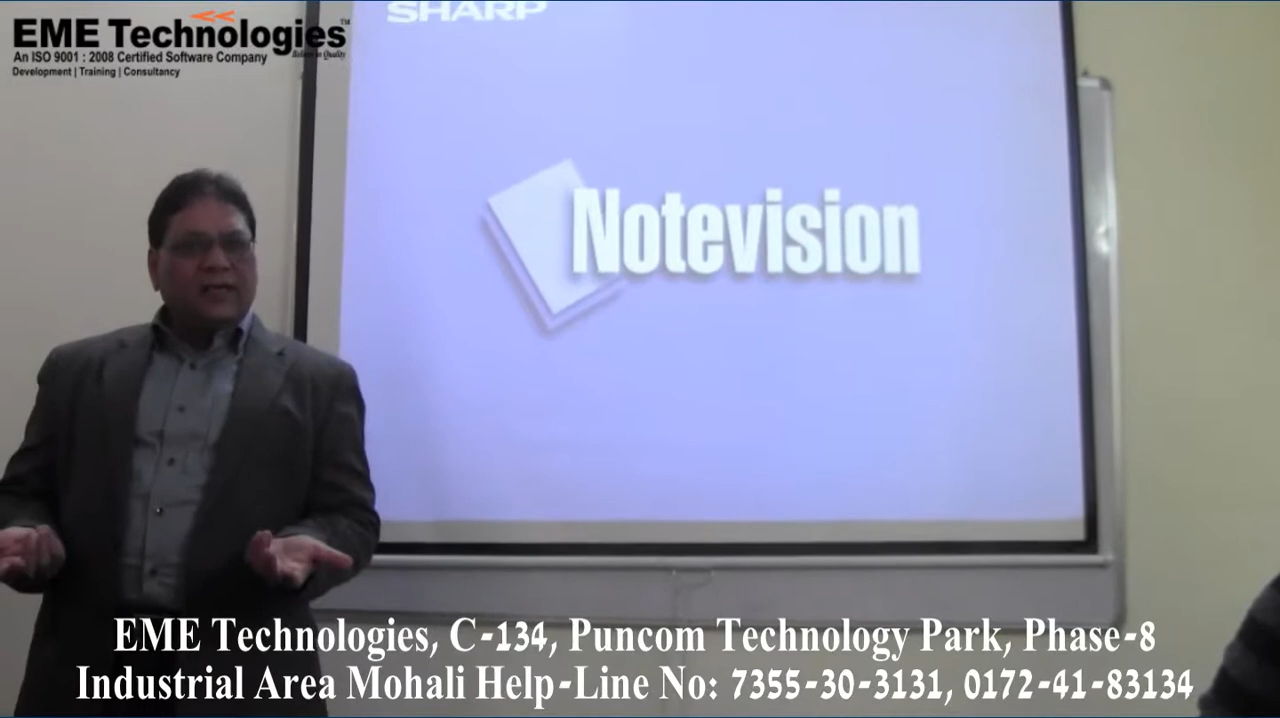 EME Technologies™
An ISO 9001 : 2008 Certified Software Company
Development | Training | Consultancy
SHARP
Notevision
EME Technologies, C-134, Puncom Technology Park, Phase-8
Industrial Area Mohali Help-Line No: 7355-30-3131, 0172-41-83134